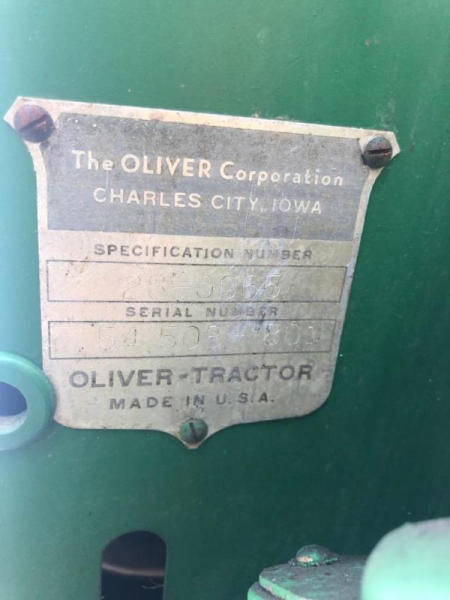 The OLIVER Corporation
CHARLES CITY, IOWA
SPECIFICATION NUMBER
SERIAL NUMBER
OLIVER-TRACTOR
MADE IN U.S.A.